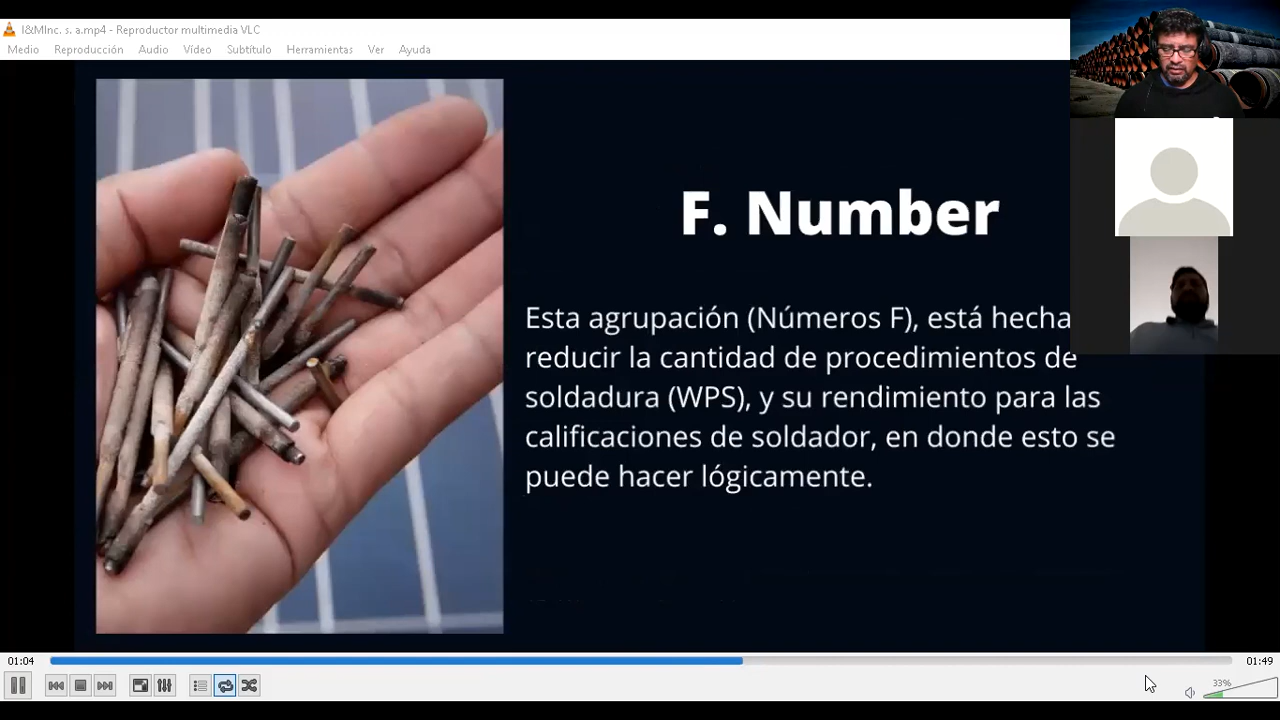 I&MInc. s. a.mp4 - Reproductor multimedia VLC
Medio Reproducción Audio Vídeo Subtítulo Herramientas Ver Ayuda
F. Number
Esta agrupación (Números F), está hecha
reducir la cantidad de procedimientos de
soldadura (WPS), y su rendimiento para las
calificaciones de soldador, en donde esto se
puede hacer lógicamente.
01:04
01:49
33%